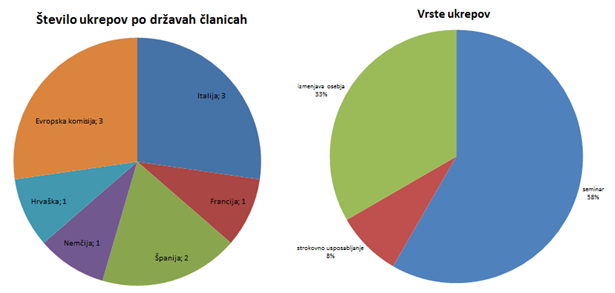 Število ukrepov po državah članicah
Italija; 3
Francija; 1
Španija; 2
Nemčija; 1
Hrvaška; 1
Evropska komisija; 3
Vrste ukrepov
seminar
58%
strokovno usposabljanje
8%
izmenjava osebja
33%